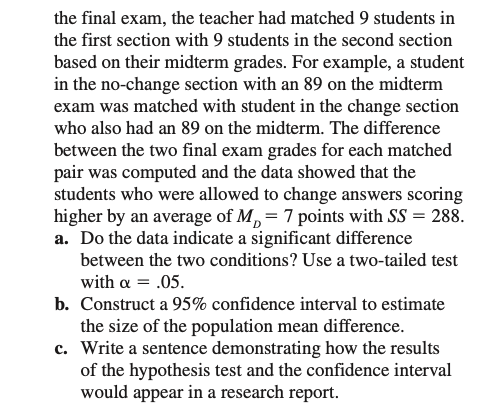 the final exam, the teacher had matched 9 students in
the first section with 9 students in the second section
based on their midterm grades. For example, a student
in the no-change section with an 89 on the midterm
exam was matched with student in the change section
who also had an 89 on the midterm. The difference
between the two final exam grades for each matched
pair was computed and the data showed that the
students who were allowed to change answers scoring
higher by an average of M_D = 7 points with SS = 288.
a. Do the data indicate a significant difference
between the two conditions? Use a two-tailed test
with α = .05.
b. Construct a 95% confidence interval to estimate
the size of the population mean difference.
c. Write a sentence demonstrating how the results
of the hypothesis test and the confidence interval
would appear in a research report.